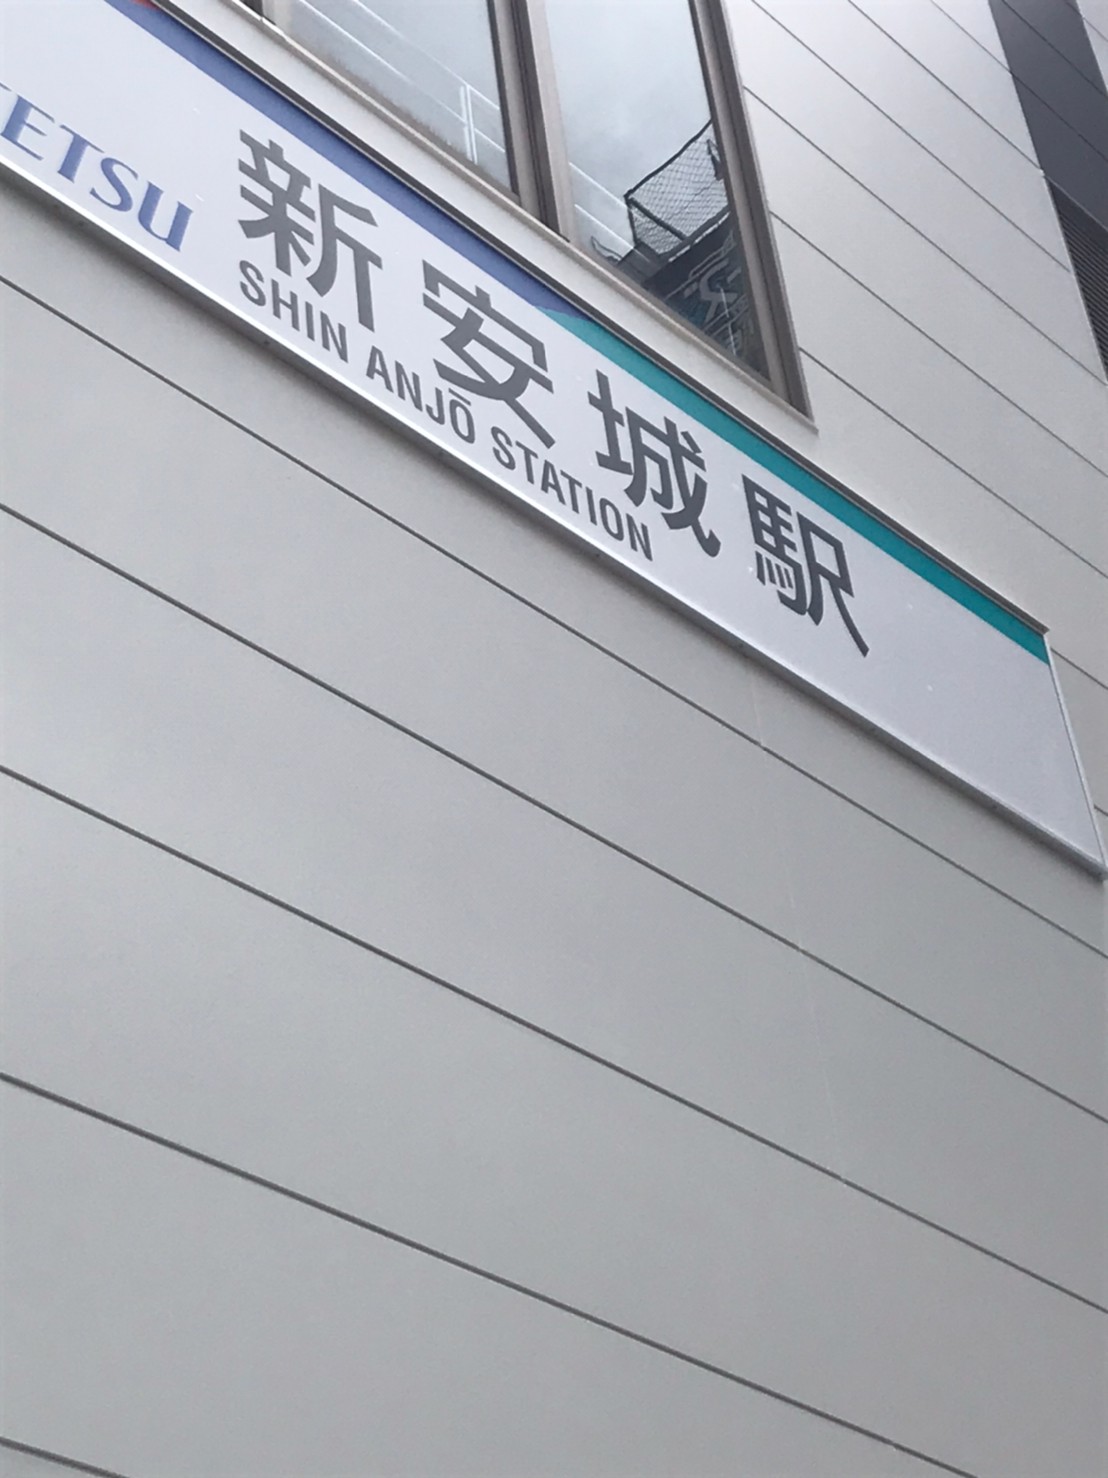 ETSU
新安城駅
SHIN ANJŌ STATION